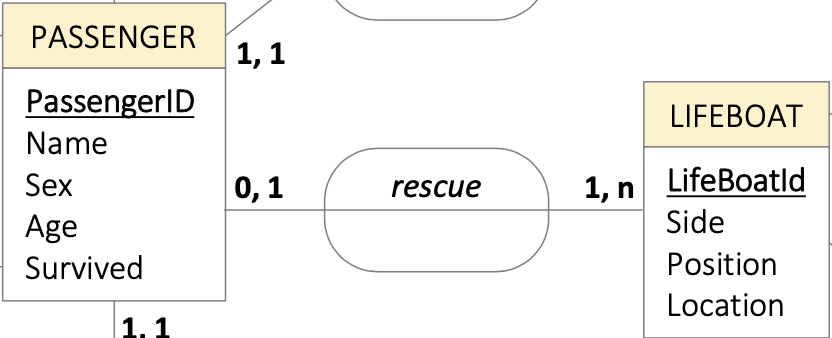 PASSENGER
PassengerID
Name
Sex
Age
Survived
1, 1
0, 1
rescue
1, n
LIFEBOAT
LifeBoatId
Side
Position
Location
1, 1